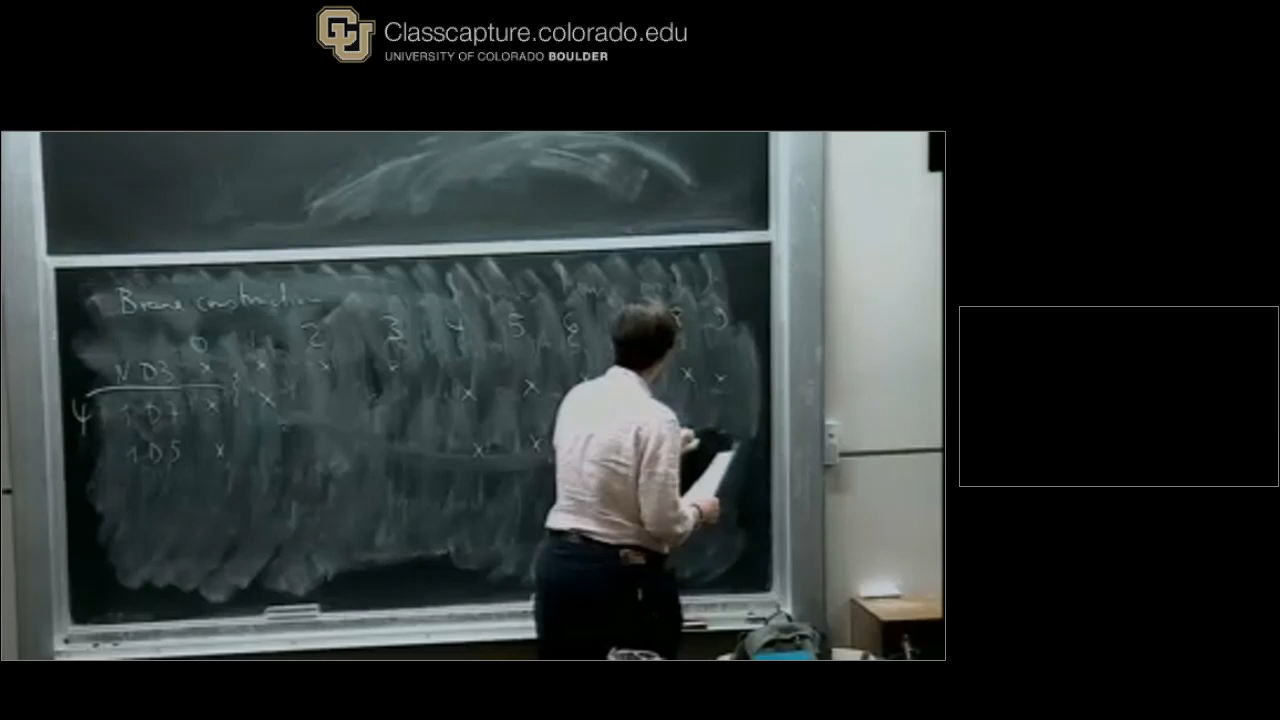 Classcapture.colorado.edu
UNIVERSITY OF COLORADO BOULDER
Brane construction
0 1 2 3 4 5 6 8 9
N D3 x x x x
ψ 1 D7 x x x x x x
1 D5 x x x